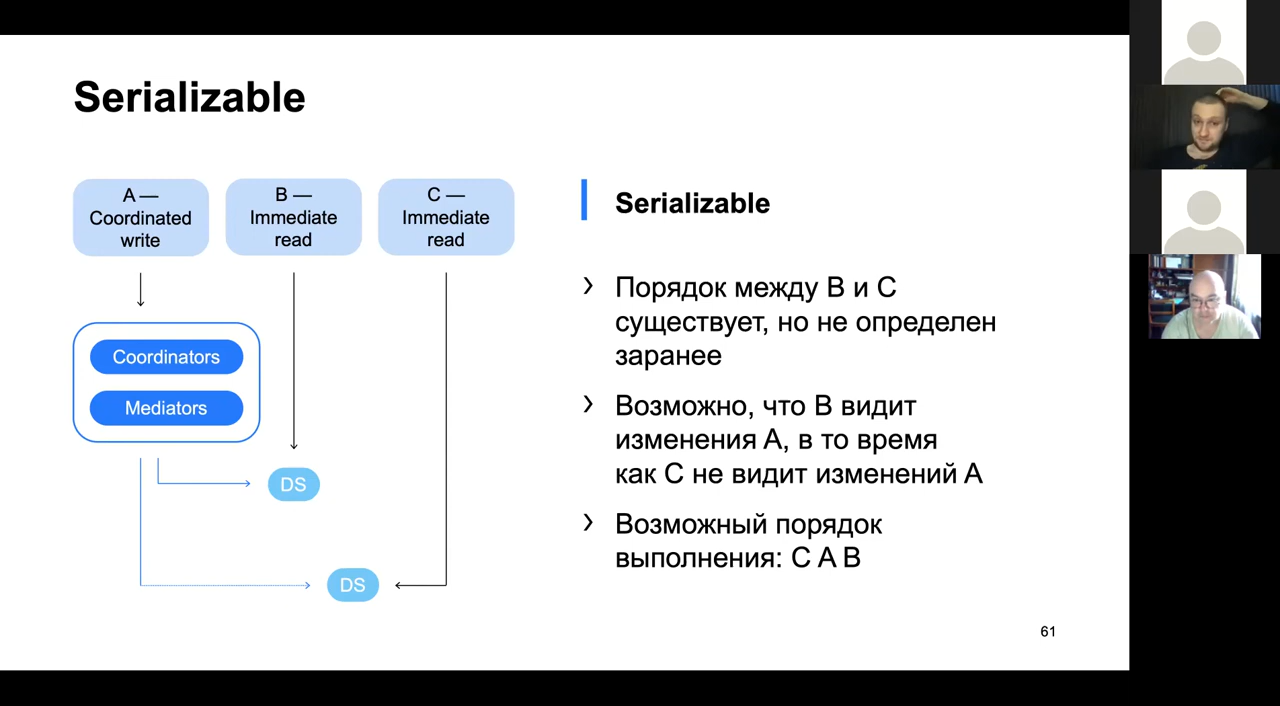 Serializable
A —
Coordinated
write
B —
Immediate
read
C —
Immediate
read
Coordinators
Mediators
DS
DS
Serializable
› Порядок между B и C
существует, но не определен
заранее
› Возможно, что B видит
изменения A, в то время
как C не видит изменений A
› Возможный порядок
выполнения: C A B
61